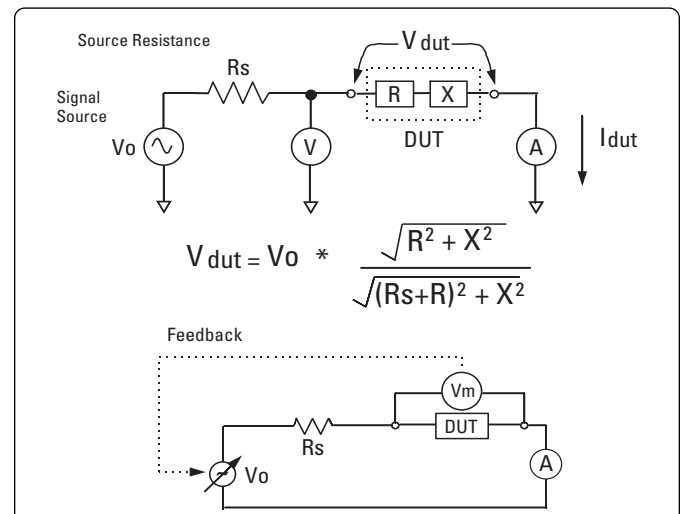 Source Resistance
V dut
Rs
R X
Signal
Source
DUT
I dut
Vo
V
A
V dut = Vo * √R² + X² / √(Rs+R)² + X²
Feedback
Vm
DUT
Rs
A
Vo